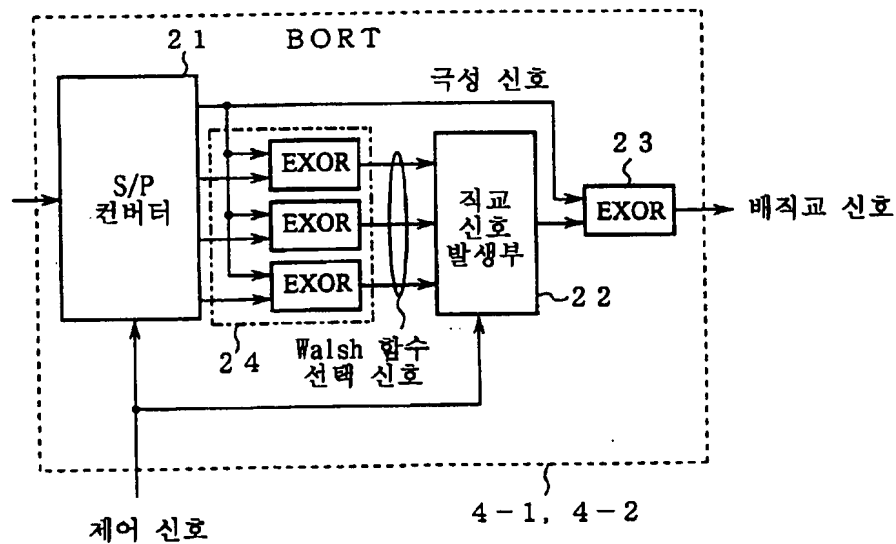 21
BORT
극성 신호
S/P
컨버터
EXOR
EXOR
EXOR
직교
신호
발생부
23
EXOR
배직교 신호
22
24
Walsh 함수
선택 신호
제어 신호
4-1, 4-2